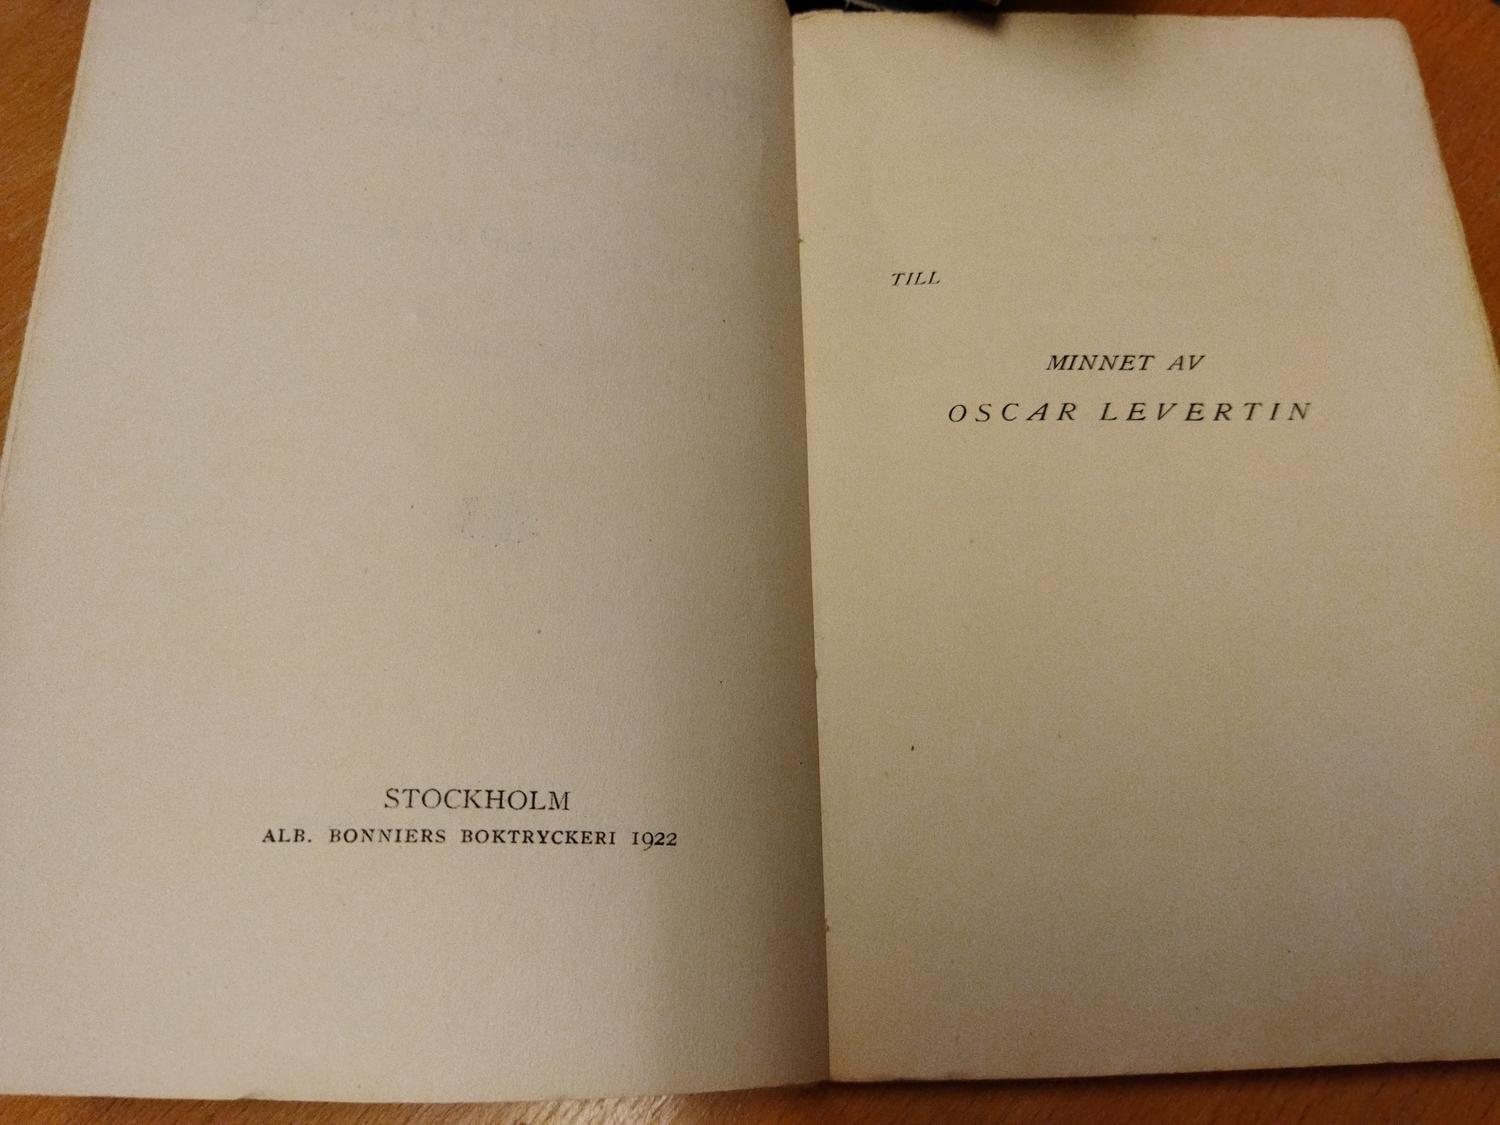 STOCKHOLM
ALB. BONNIERS BOKTRYCKERI 1922
TILL
MINNET AV
OSCAR LEVERTIN